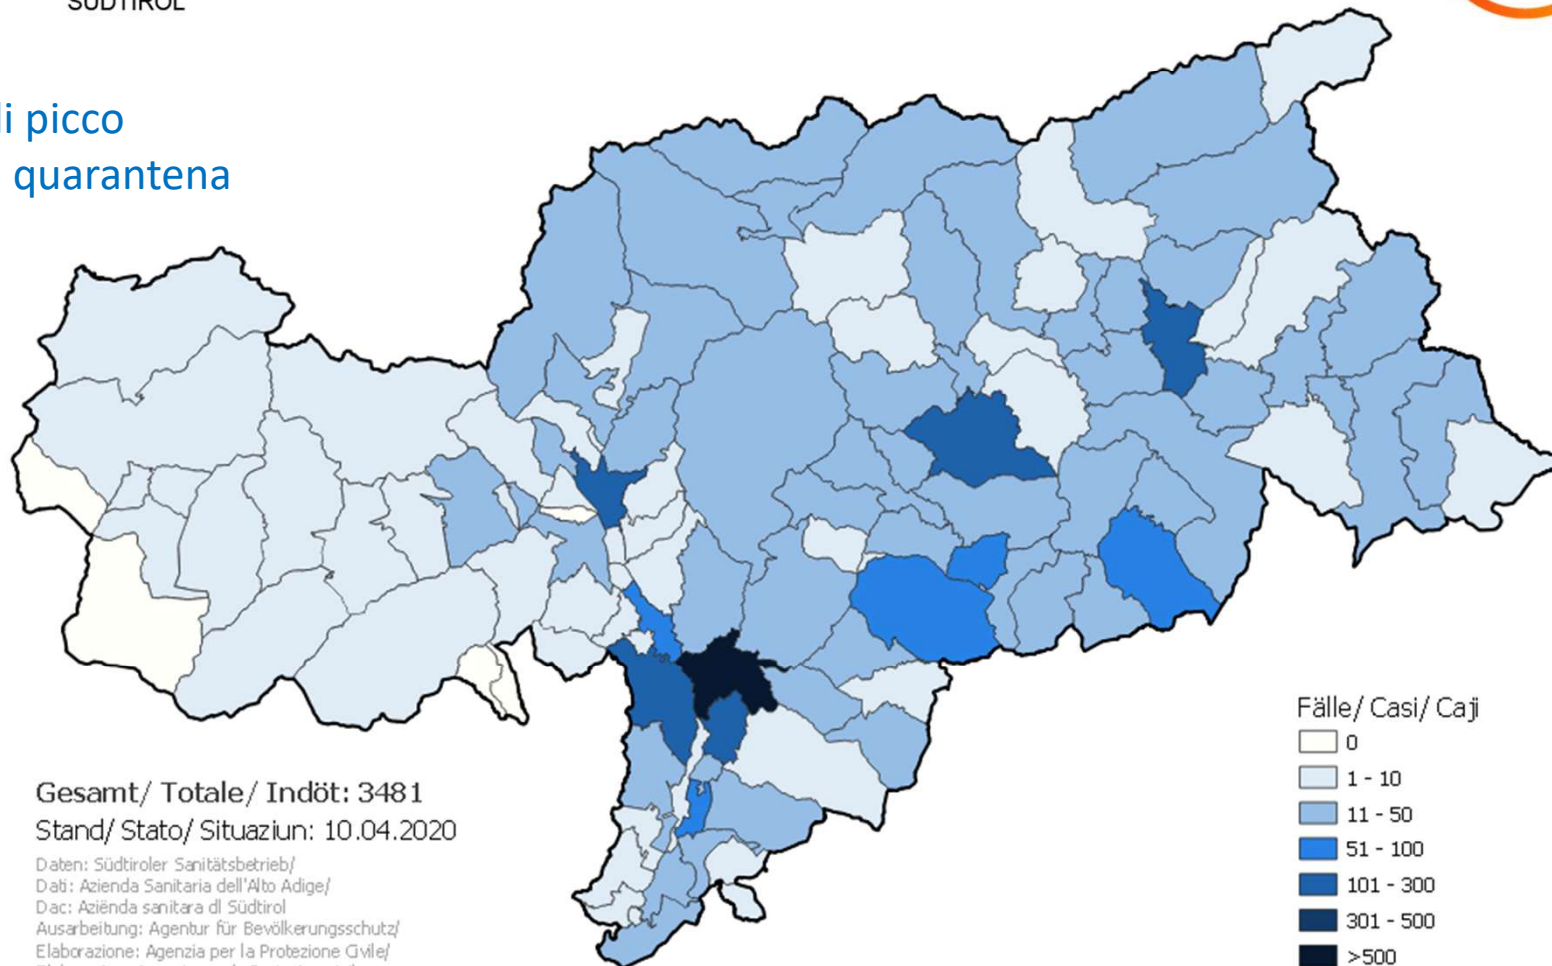 SÜDTIROL
di picco
quarantena
Gesamt/ Totale/ Indöt: 3481
Stand/ Stato/ Situaziun: 10.04.2020
Daten: Südtiroler Sanitätsbetrieb/
Dati: Azienda Sanitaria dell'Alto Adige/
Dac: Aziënda sanitara dl Südtirol
Ausarbeitung: Agentur für Bevölkerungsschutz/
Elaborazione: Agenzia per la Protezione Civile/
Fälle/ Casi/ Caji
0
1 - 10
11 - 50
51 - 100
101 - 300
301 - 500
>500